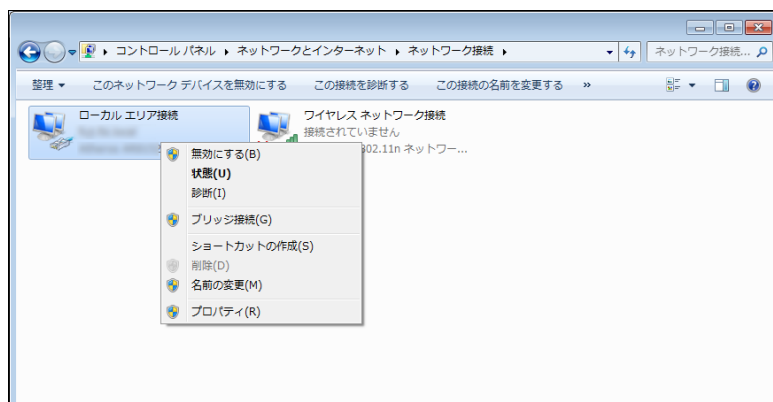 コントロール パネル ▸ ネットワークとインターネット ▸ ネットワーク接続 ▸
ネットワーク接続...
整理 ▼ このネットワーク デバイスを無効にする この接続を診断する この接続の名前を変更する »
ローカル エリア接続
ワイヤレス ネットワーク接続
接続されていません
802.11n ネットワー...
無効にする(B)
状態(U)
診断(I)
ブリッジ接続(G)
ショートカットの作成(S)
削除(D)
名前の変更(M)
プロパティ(R)